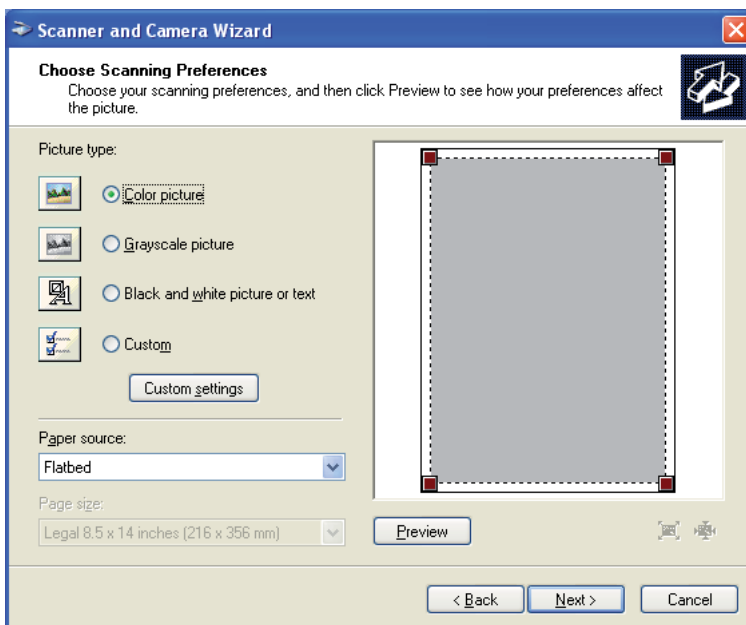 Scanner and Camera Wizard
Choose Scanning Preferences
Choose your scanning preferences, and then click Preview to see how your preferences affect
the picture.
Picture type:
Color picture
Grayscale picture
Black and white picture or text
Custom
Custom settings
Paper source:
Flatbed
Page size:
Legal 8.5 x 14 inches (216 x 356 mm)
Preview
< Back
Next >
Cancel